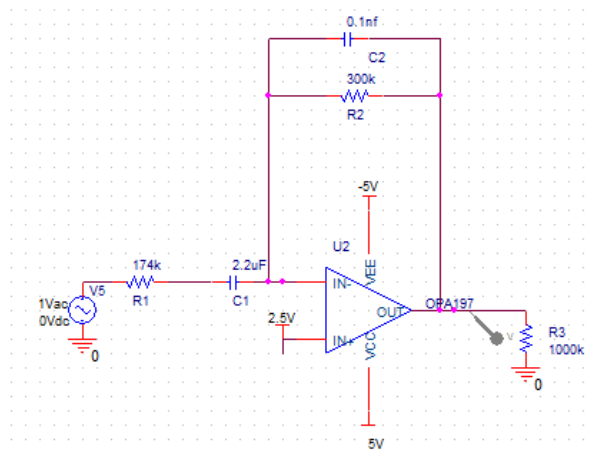 0.1nf
C2
300k
R2
-5V
U2
174k
2.2uF
IN-
VEE
V5
R1
C1
1Vac
0Vdc
OPA197
OUT
2.5V
IN+
VCC
V
R3
1000k
0
0
5V